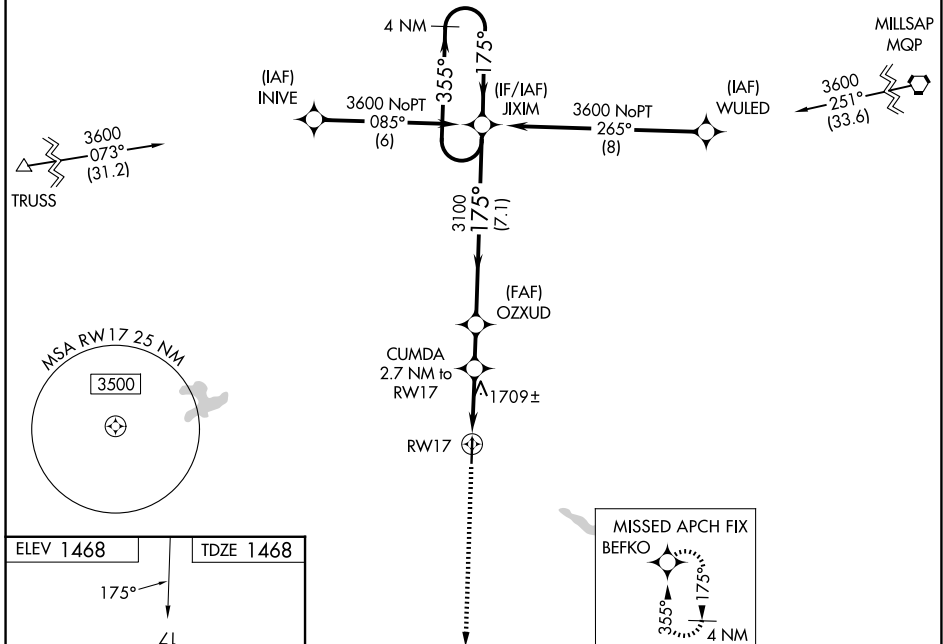 4 NM
355°
175°
MILLSAP
MQP
(IAF)
INIVE
3600 NoPT
085°
(6)
(IF/IAF)
JIXIM
3600 NoPT
265°
(8)
(IAF)
WULED
3600
251°
(33.6)
3600
073°
(31.2)
TRUSS
3100
175°
(7.1)
(FAF)
OZXUD
CUMDA
2.7 NM to
RW17
1709±
RW17
MSA RW17 25 NM
3500
MISSED APCH FIX
BEFKO
355°
175°
4 NM
ELEV 1468
TDZE 1468
175°
17